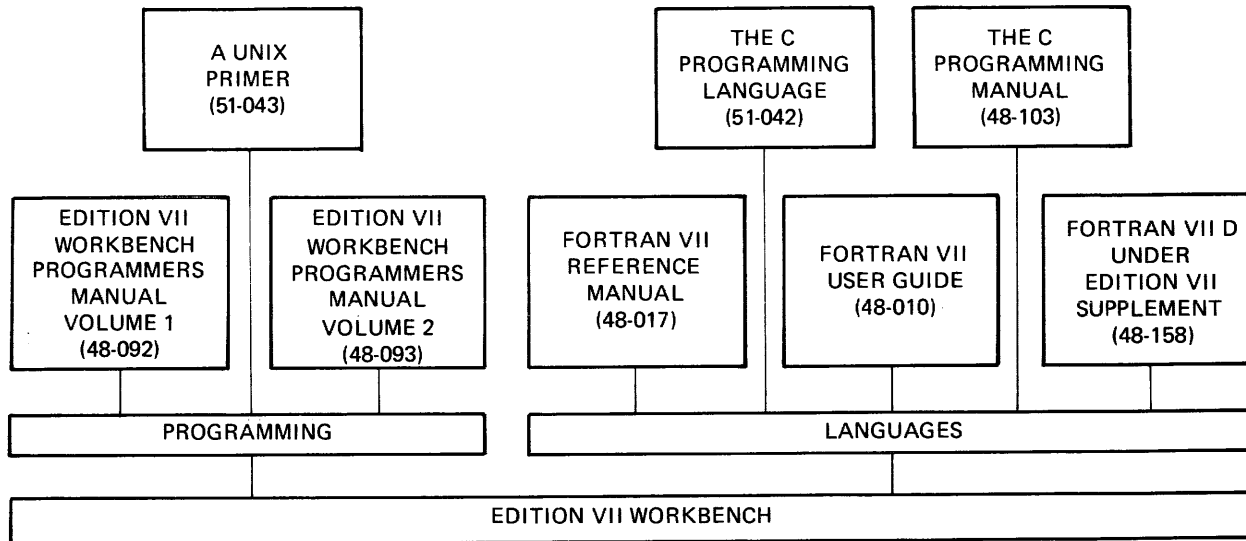 A UNIX
PRIMER
(51-043)
THE C
PROGRAMMING
LANGUAGE
(51-042)
THE C
PROGRAMMING
MANUAL
(48-103)
EDITION VII
WORKBENCH
PROGRAMMERS
MANUAL
VOLUME 1
(48-092)
EDITION VII
WORKBENCH
PROGRAMMERS
MANUAL
VOLUME 2
(48-093)
FORTRAN VII
REFERENCE
MANUAL
(48-017)
FORTRAN VII
USER GUIDE
(48-010)
FORTRAN VII D
UNDER
EDITION VII
SUPPLEMENT
(48-158)
PROGRAMMING
LANGUAGES
EDITION VII WORKBENCH